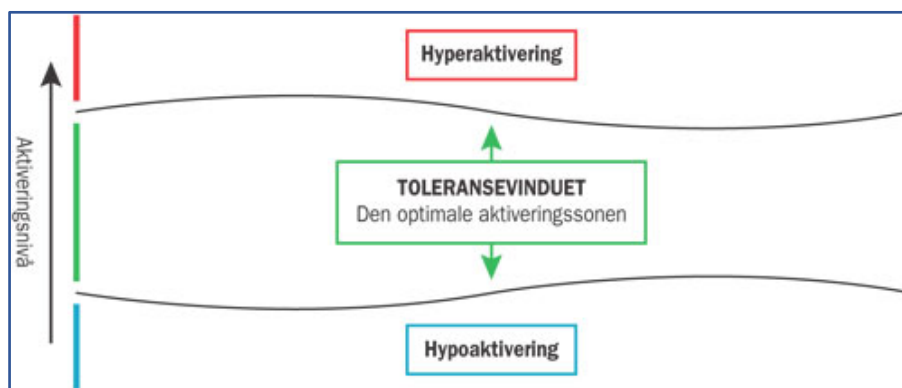 Hyperaktivering
Aktiveringsnivå
TOLERANSEVINDUET
Den optimale aktiveringssonen
Hypoaktivering